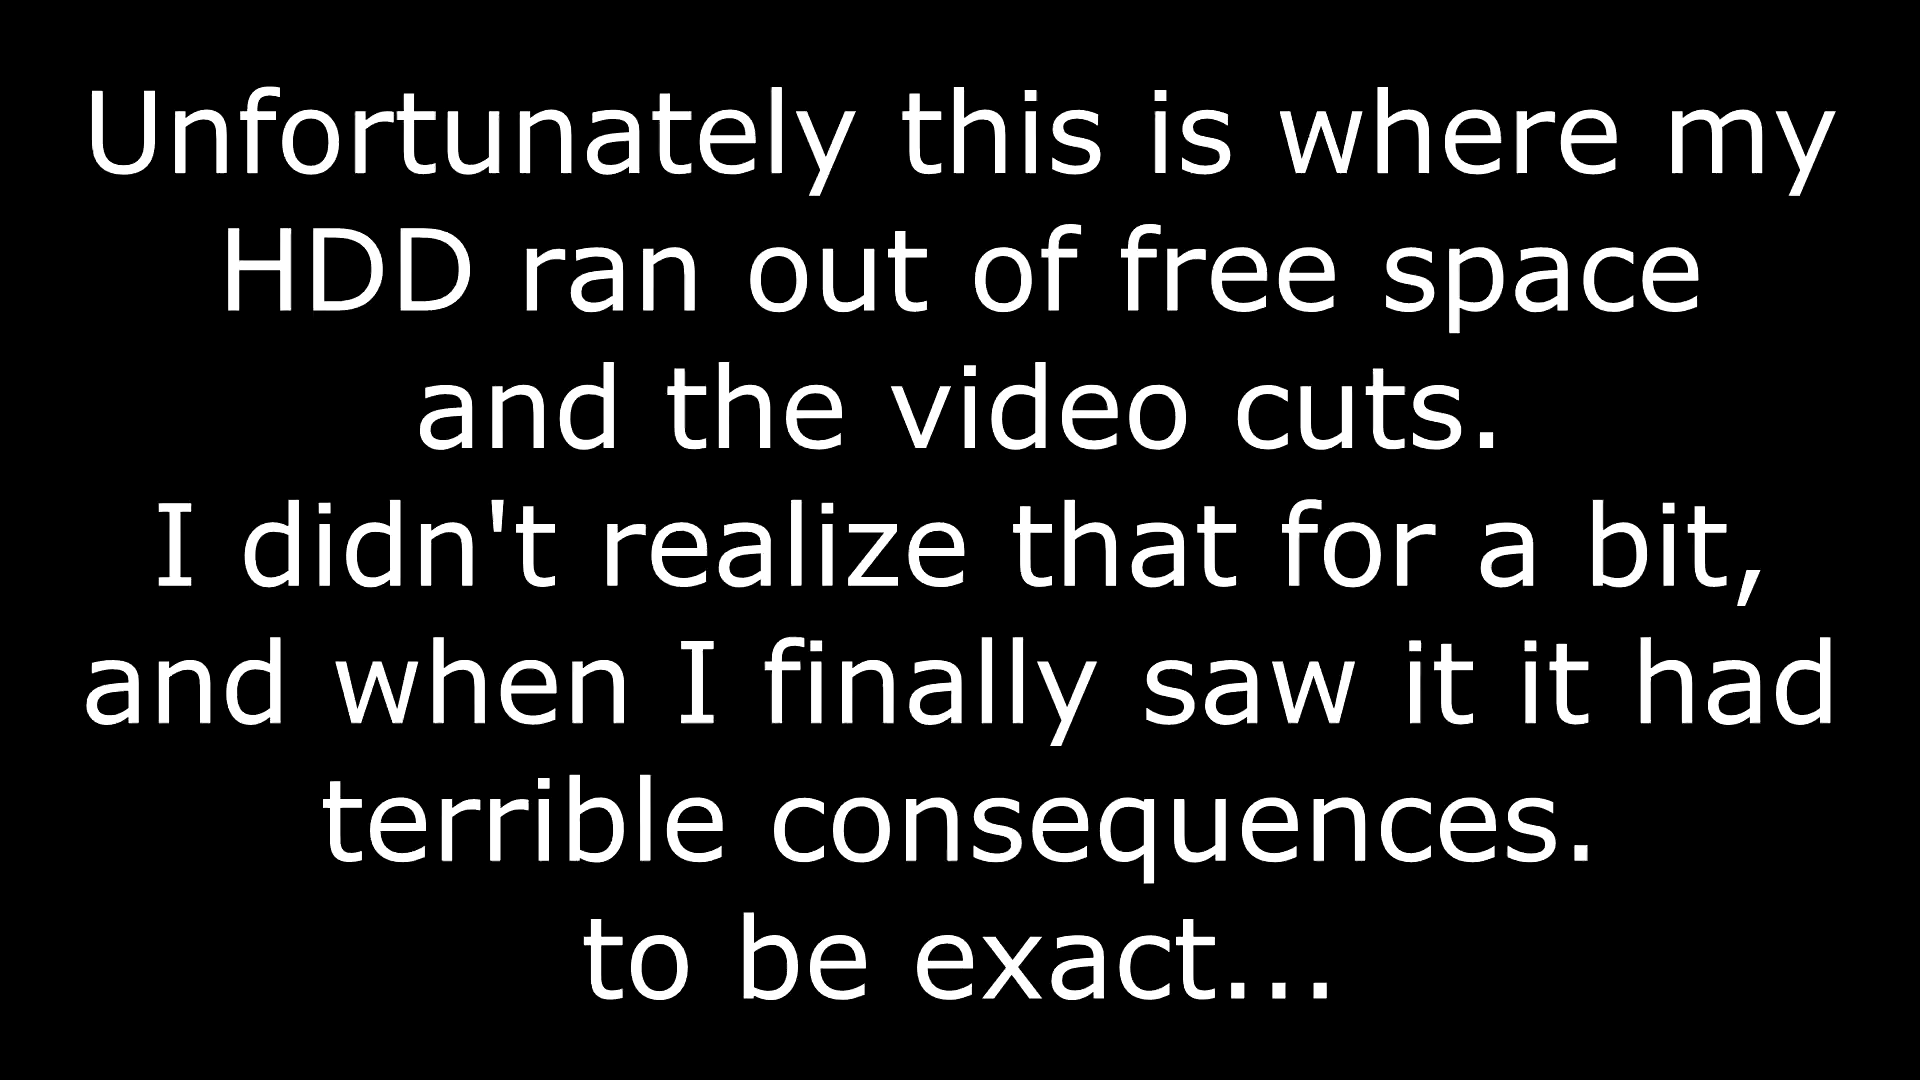 Unfortunately this is where my
HDD ran out of free space
and the video cuts.
I didn't realize that for a bit,
and when I finally saw it it had
terrible consequences.
to be exact...